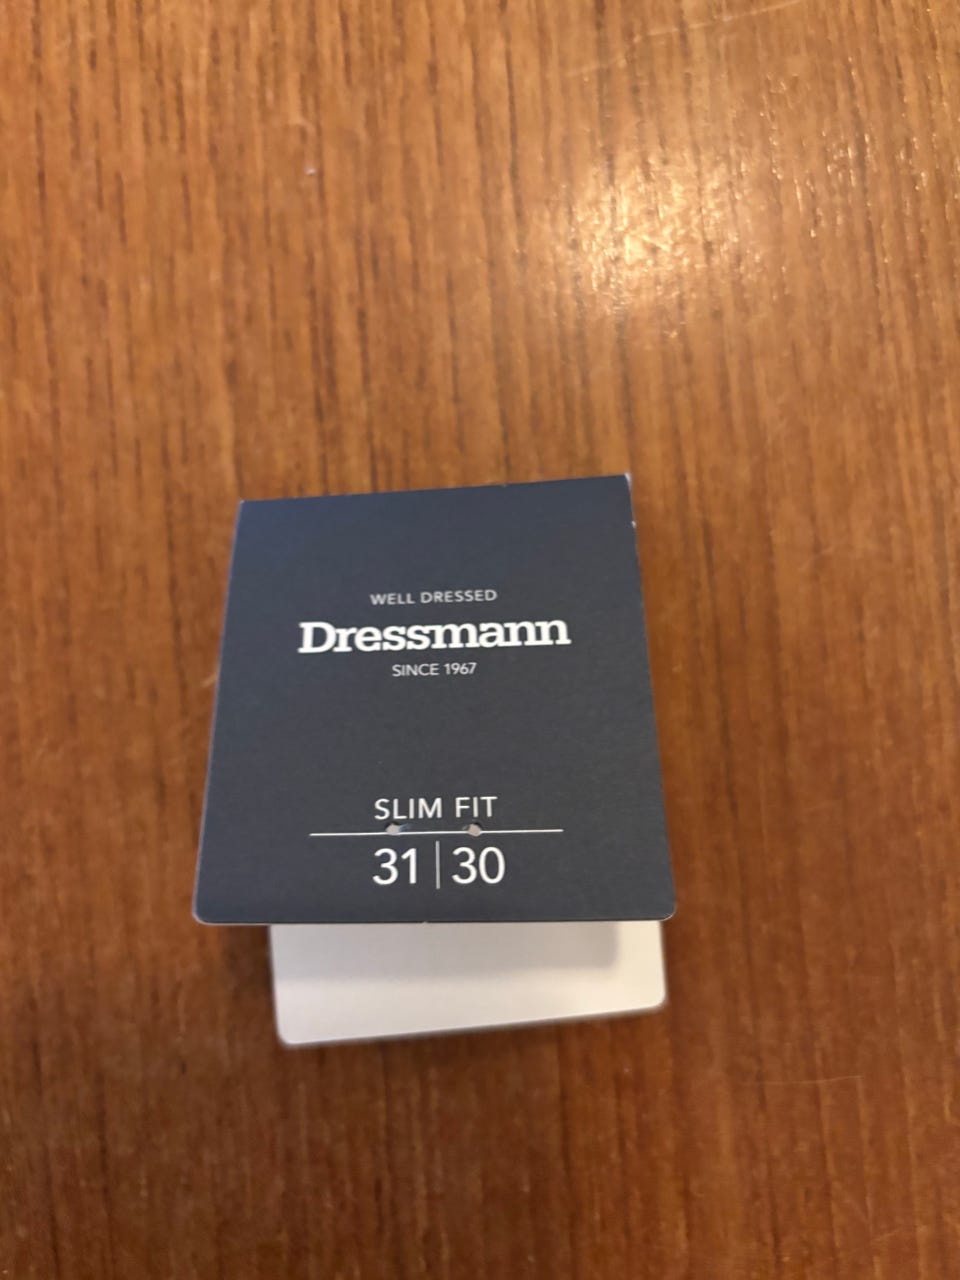 WELL DRESSED
Dressmann
SINCE 1967
SLIM FIT
31 | 30